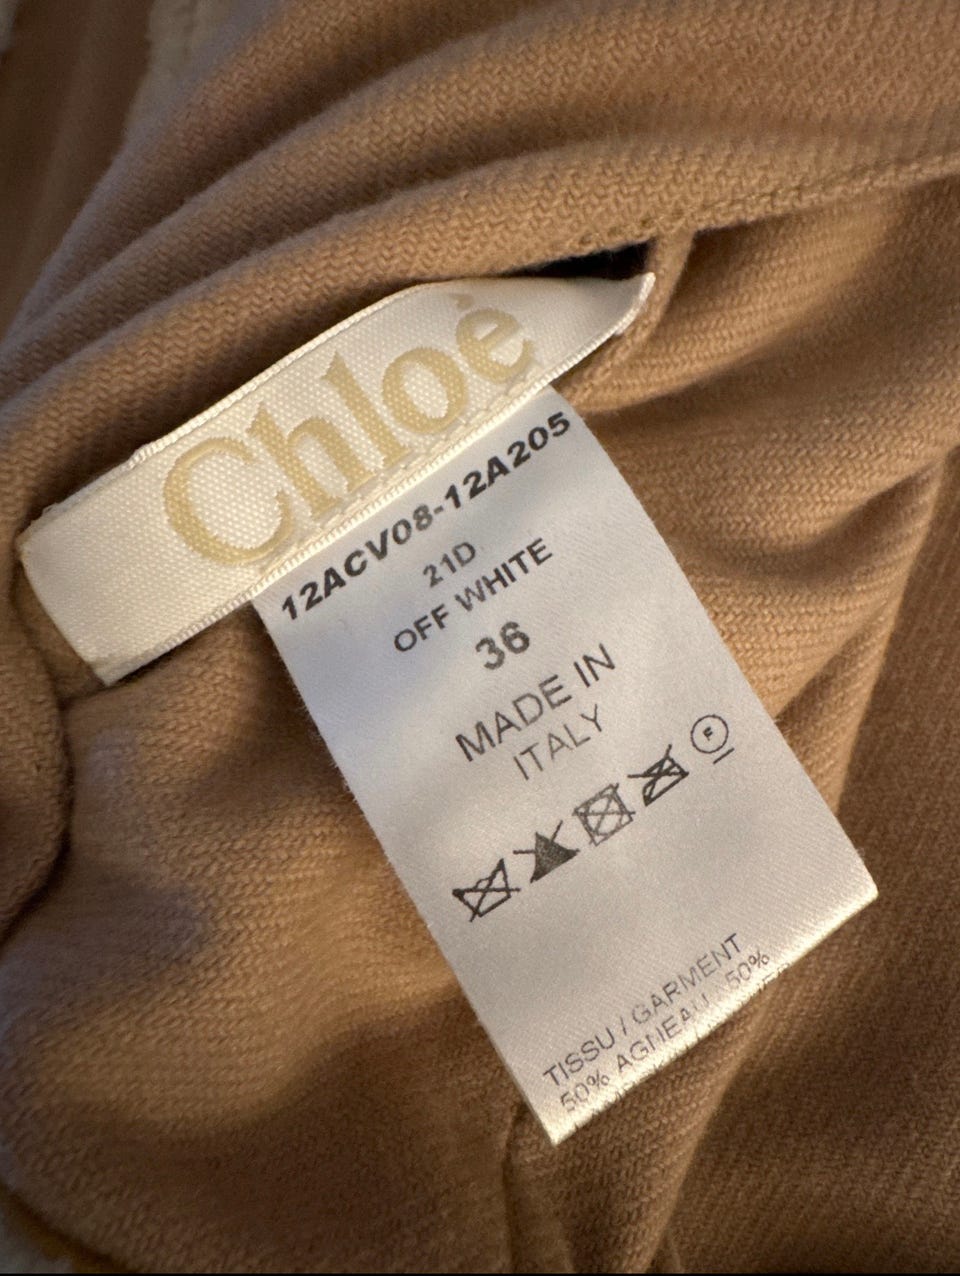 Chloé
12ACV08-12A205
21D
OFF WHITE
36
MADE IN
ITALY
F
TISSU / GARMENT
50% AGNEAU 50%